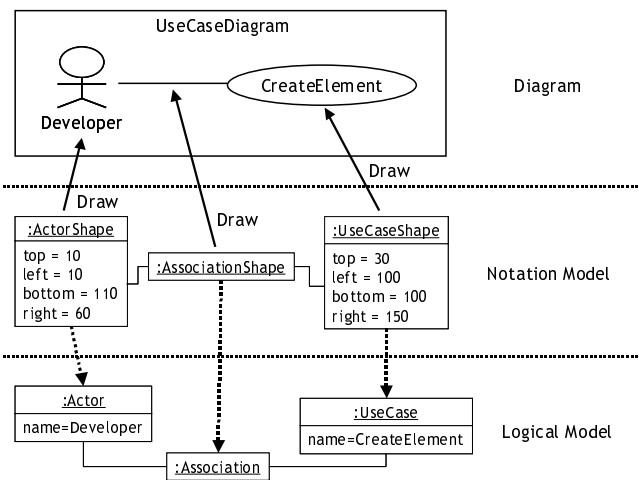 UseCaseDiagram
CreateElement
Developer
Diagram
Draw
Draw
Draw
:ActorShape
top = 10
left = 10
bottom = 110
right = 60
:AssociationShape
:UseCaseShape
top = 30
left = 100
bottom = 100
right = 150
Notation Model
:Actor
name=Developer
:UseCase
name=CreateElement
Logical Model
:Association